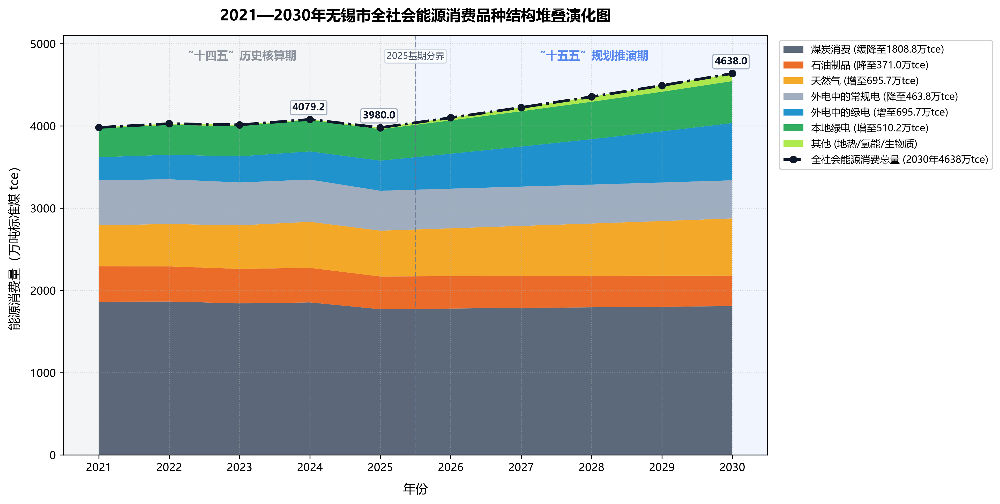 2021—2030年无锡市全社会能源消费品种结构堆叠演化图
“十四五”历史核算期
2025基期分界
“十五五”规划推演期
4079.2
3980.0
4638.0
能源消费量（万吨标准煤 tce）
5000
4000
3000
2000
1000
0
2021 2022 2023 2024 2025 2026 2027 2028 2029 2030
年份
煤炭消费 (缓降至1808.8万tce)
石油制品 (降至371.0万tce)
天然气 (增至695.7万tce)
外电中的常规电 (降至463.8万tce)
外电中的绿电 (增至695.7万tce)
本地绿电 (增至510.2万tce)
其他 (地热/氢能/生物质)
全社会能源消费总量 (2030年4638万tce)